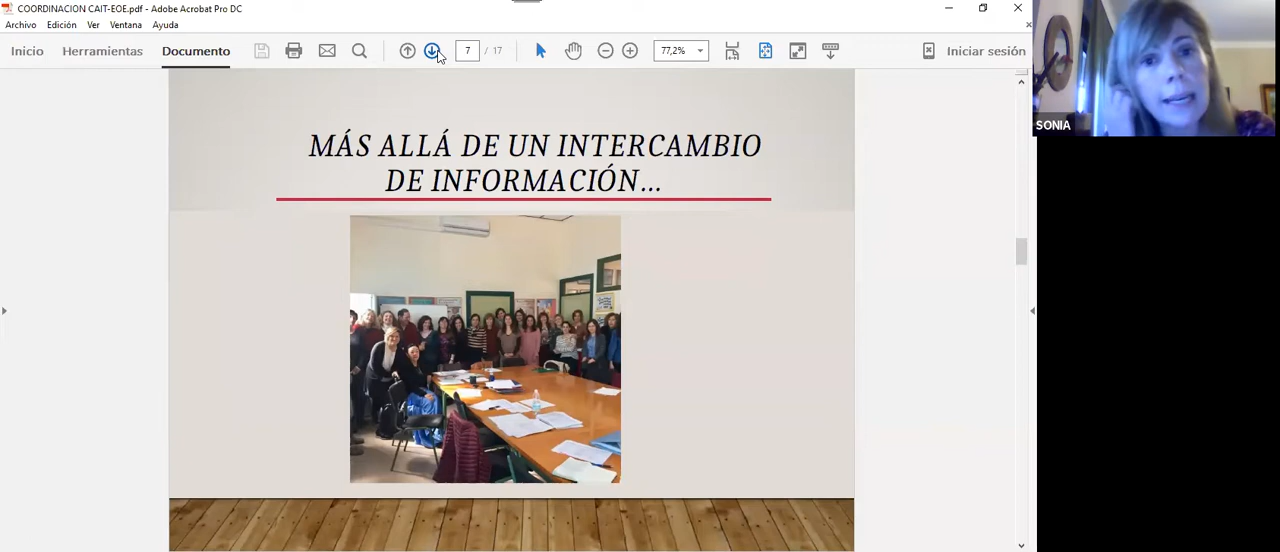 COORDINACION CAIT-EOE.pdf - Adobe Acrobat Pro DC
Archivo Edición Ver Ventana Ayuda
Inicio Herramientas Documento 7 / 17 77,2% Iniciar sesión
SONIA
MÁS ALLÁ DE UN INTERCAMBIO
DE INFORMACIÓN...